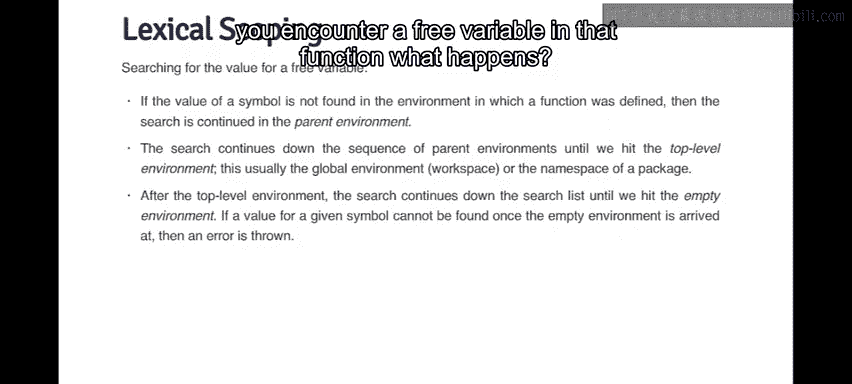 Lexical Scoping
you encounter a free variable in that
function what happens?
Searching for the value for a free variable:
· If the value of a symbol is not found in the environment in which a function was defined, then the
search is continued in the parent environment.
· The search continues down the sequence of parent environments until we hit the top-level
environment; this usually the global environment (workspace) or the namespace of a package.
· After the top-level environment, the search continues down the search list until we hit the empty
environment. If a value for a given symbol cannot be found once the empty environment is arrived
at, then an error is thrown.